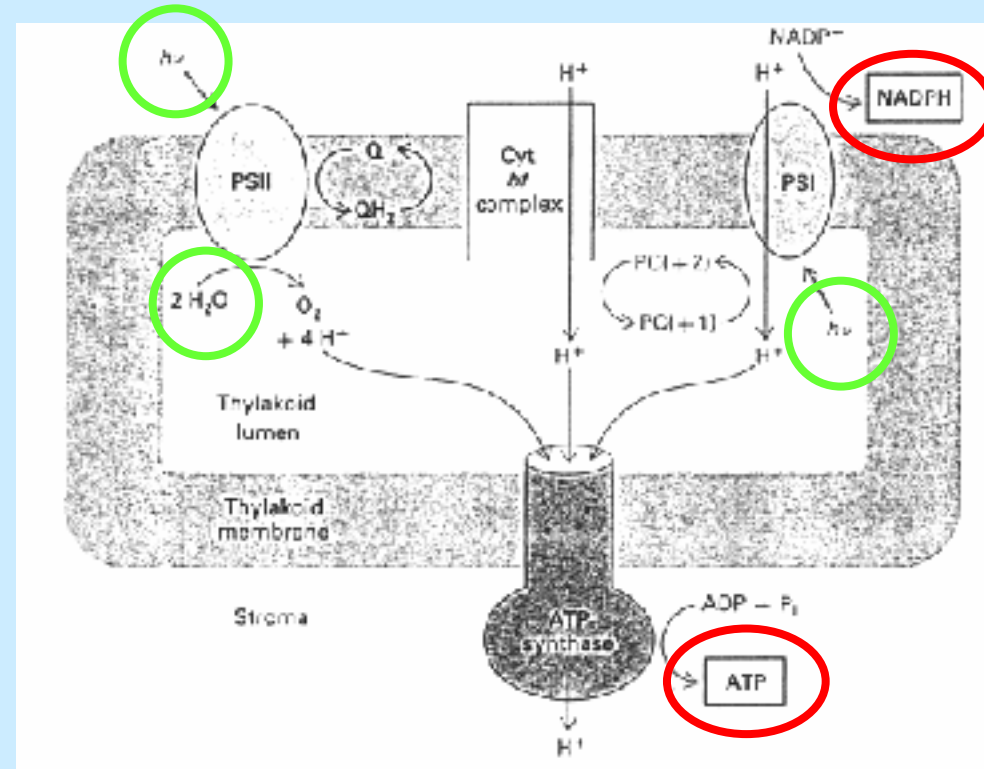 hν
NADP⁺
H⁺
H⁺
NADPH
PSII
Q
QH₂
Cyt
bf
complex
PSI
2 H₂O
O₂
+ 4 H⁺
PC(+2)
PC(+1)
hν
H⁺
H⁺
Thylakoid
lumen
Thylakoid
membrane
Stroma
ATP
synthase
ADP + Pᵢ
ATP
H⁺